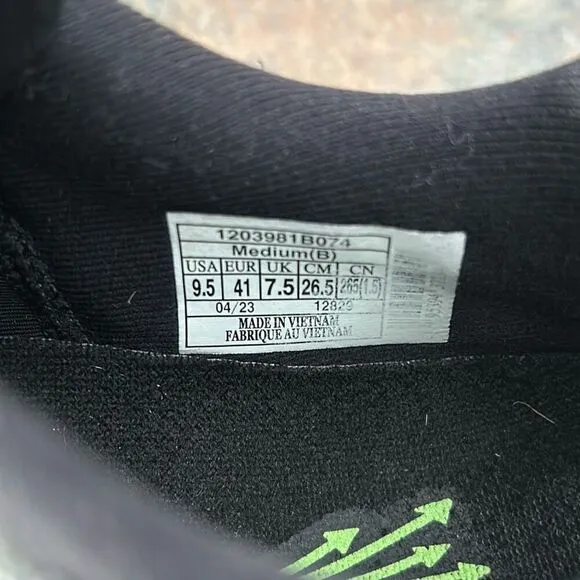 1203981B074
Medium(B)
USA EUR UK CM CN
9.5 41 7.5 26.5 265(1.5)
04/23 12829
MADE IN VIETNAM
FABRIQUE AU VIETNAM